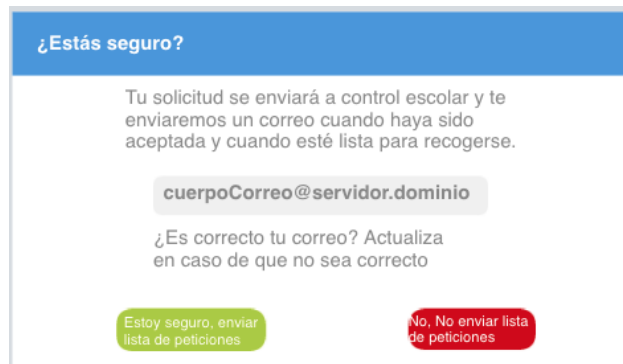 ¿Estás seguro?
Tu solicitud se enviará a control escolar y te
enviaremos un correo cuando haya sido
aceptada y cuando esté lista para recogerse.
cuerpoCorreo@servidor.dominio
¿Es correcto tu correo? Actualiza
en caso de que no sea correcto
Estoy seguro, enviar
lista de peticiones
No, No enviar lista
de peticiones